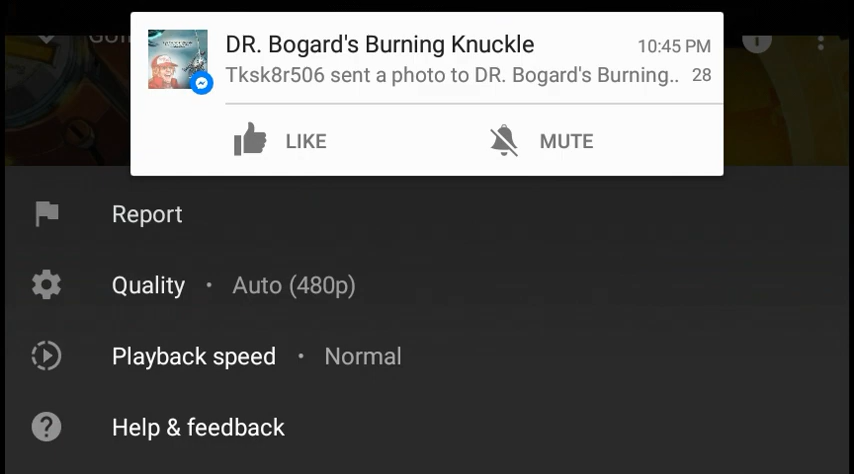 DR. Bogard's Burning Knuckle 10:45 PM
Tksk8r506 sent a photo to DR. Bogard's Burning.. 28
LIKE MUTE
Report
Quality • Auto (480p)
Playback speed • Normal
Help & feedback